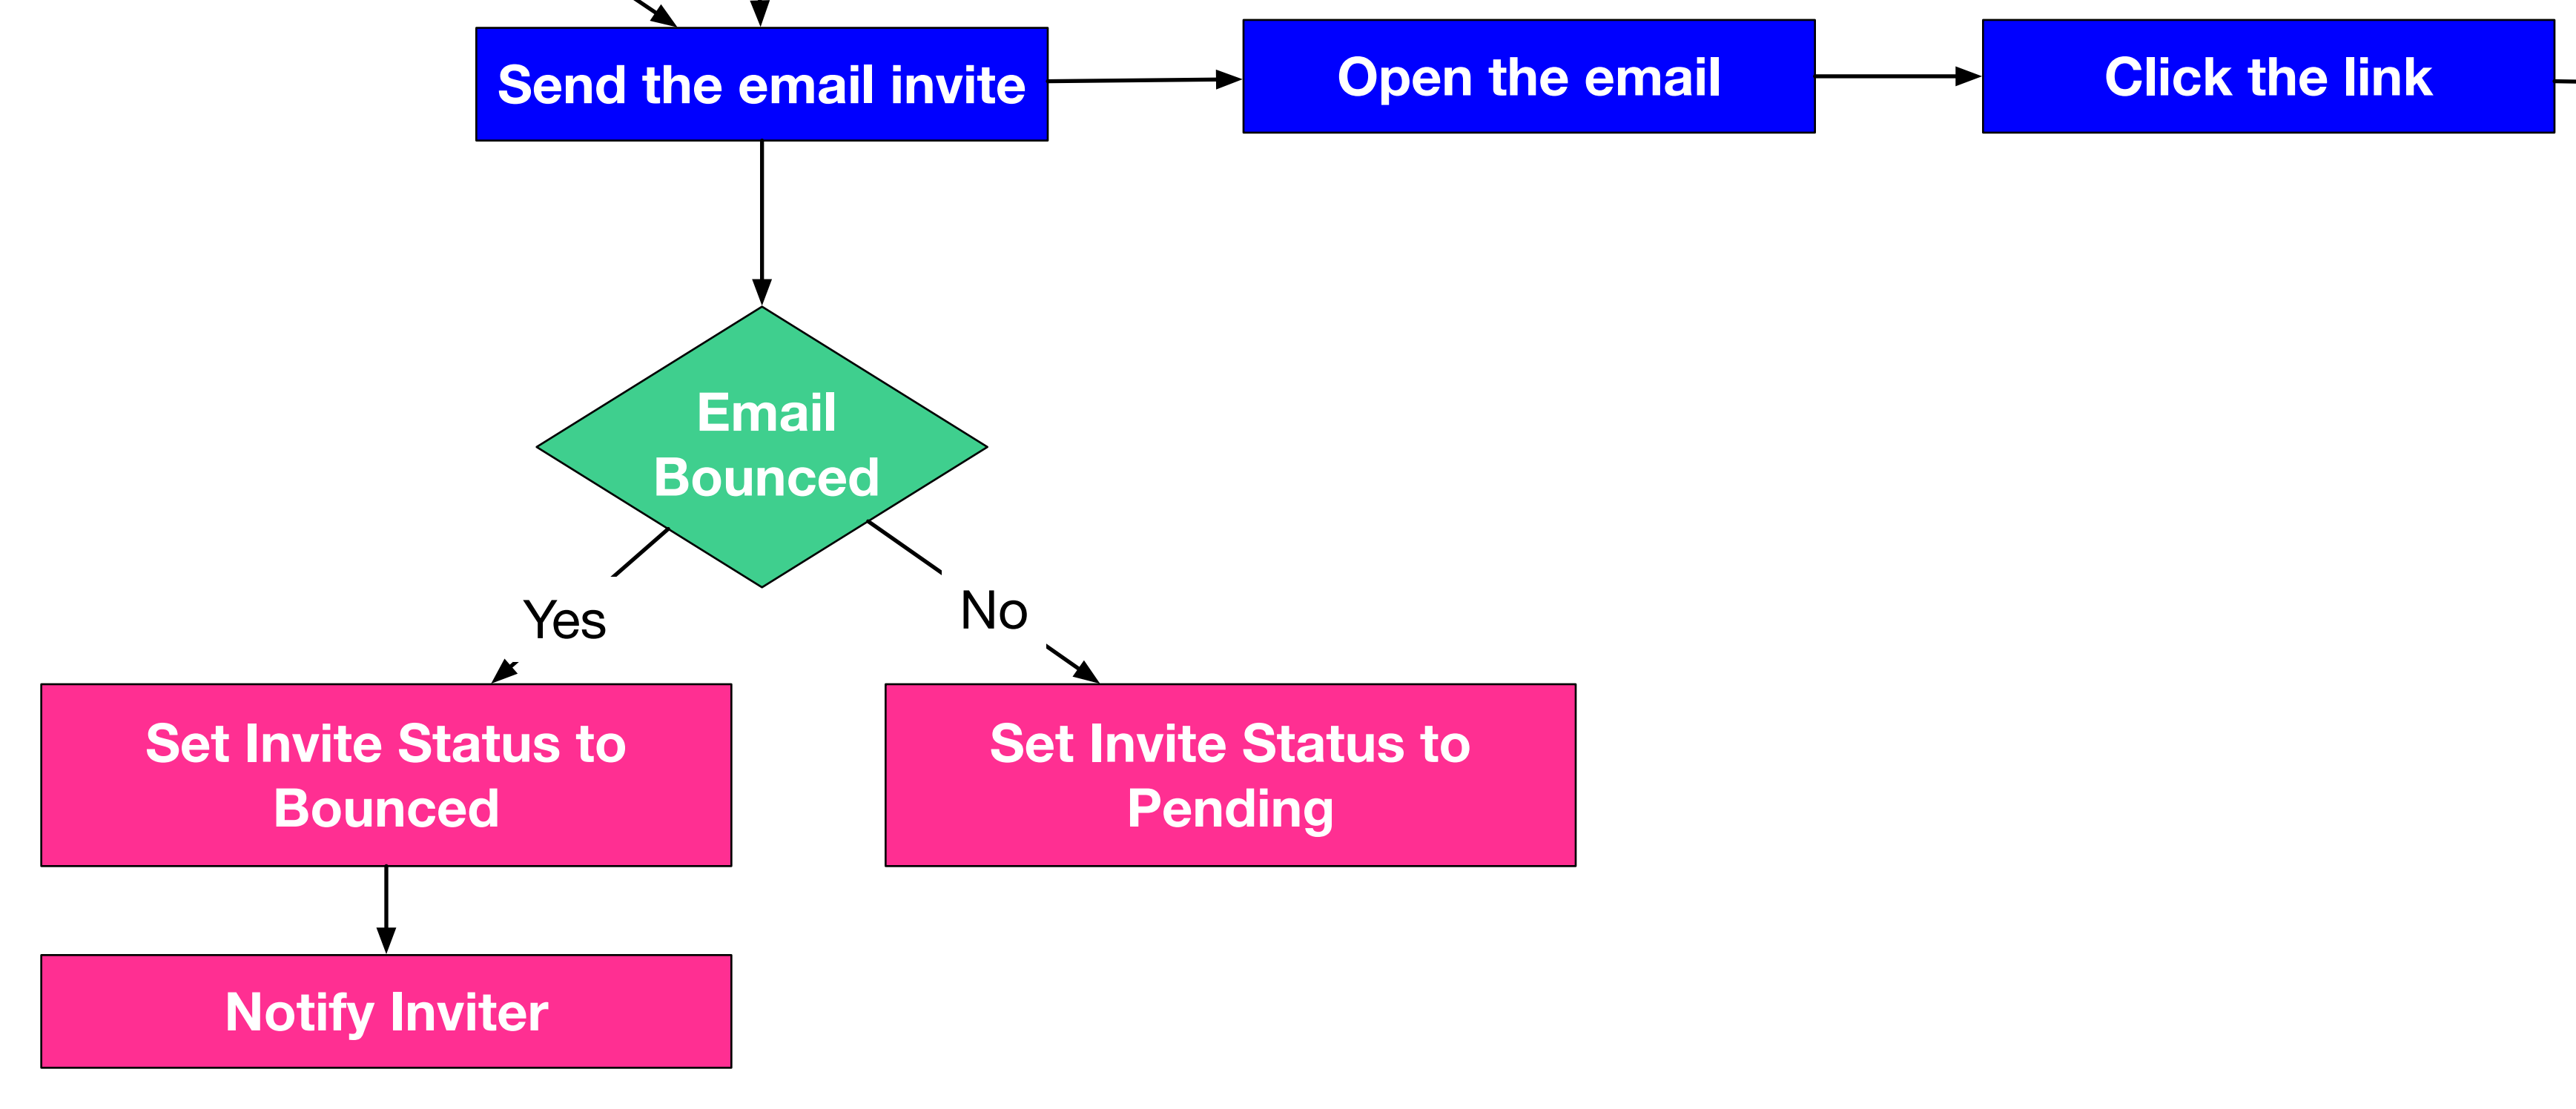 Send the email invite
Open the email
Click the link
Email
Bounced
Yes
No
Set Invite Status to
Bounced
Set Invite Status to
Pending
Notify Inviter